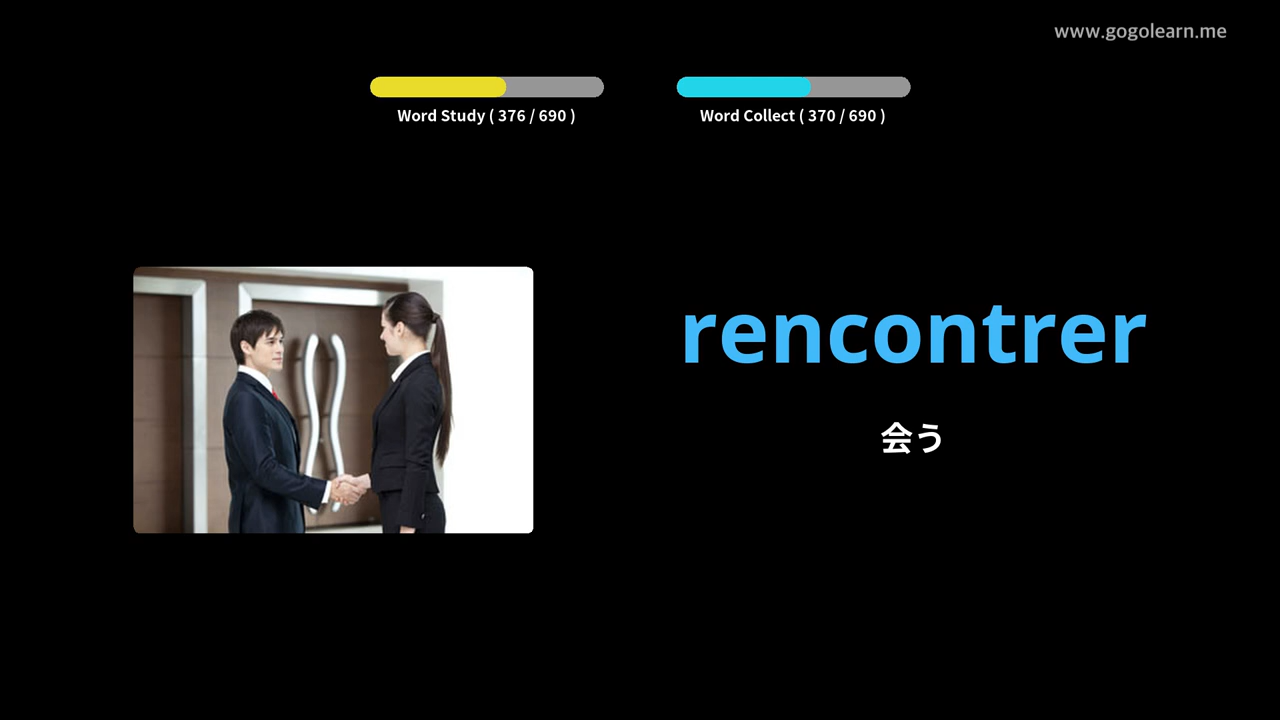 www.gogolearn.me
Word Study ( 376 / 690 )
Word Collect ( 370 / 690 )
rencontrer
会う